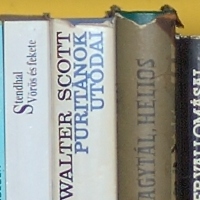 Stendhal
Vörös és fekete
WALTER SCOTT
PURITÁNOK
UTÓDAI
NAGYTÁL, HELIOS